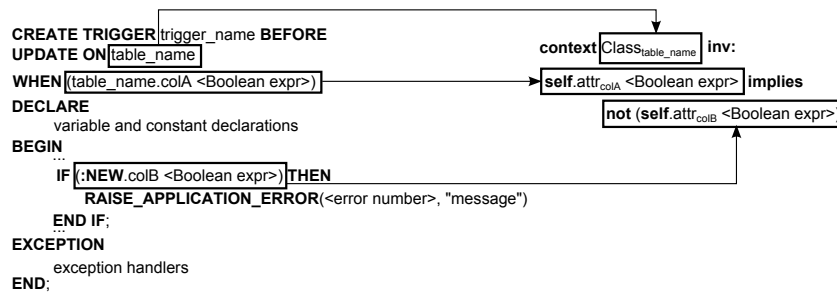 CREATE TRIGGER trigger_name BEFORE
UPDATE ON table_name
WHEN (table_name.colA <Boolean expr>)
DECLARE
variable and constant declarations
BEGIN
...
IF (:NEW.colB <Boolean expr>) THEN
RAISE_APPLICATION_ERROR(<error number>, "message")
END IF;
...
EXCEPTION
exception handlers
END;
context Classtable_name inv:
self.attrcolA <Boolean expr> implies
not (self.attrcolB <Boolean expr>)